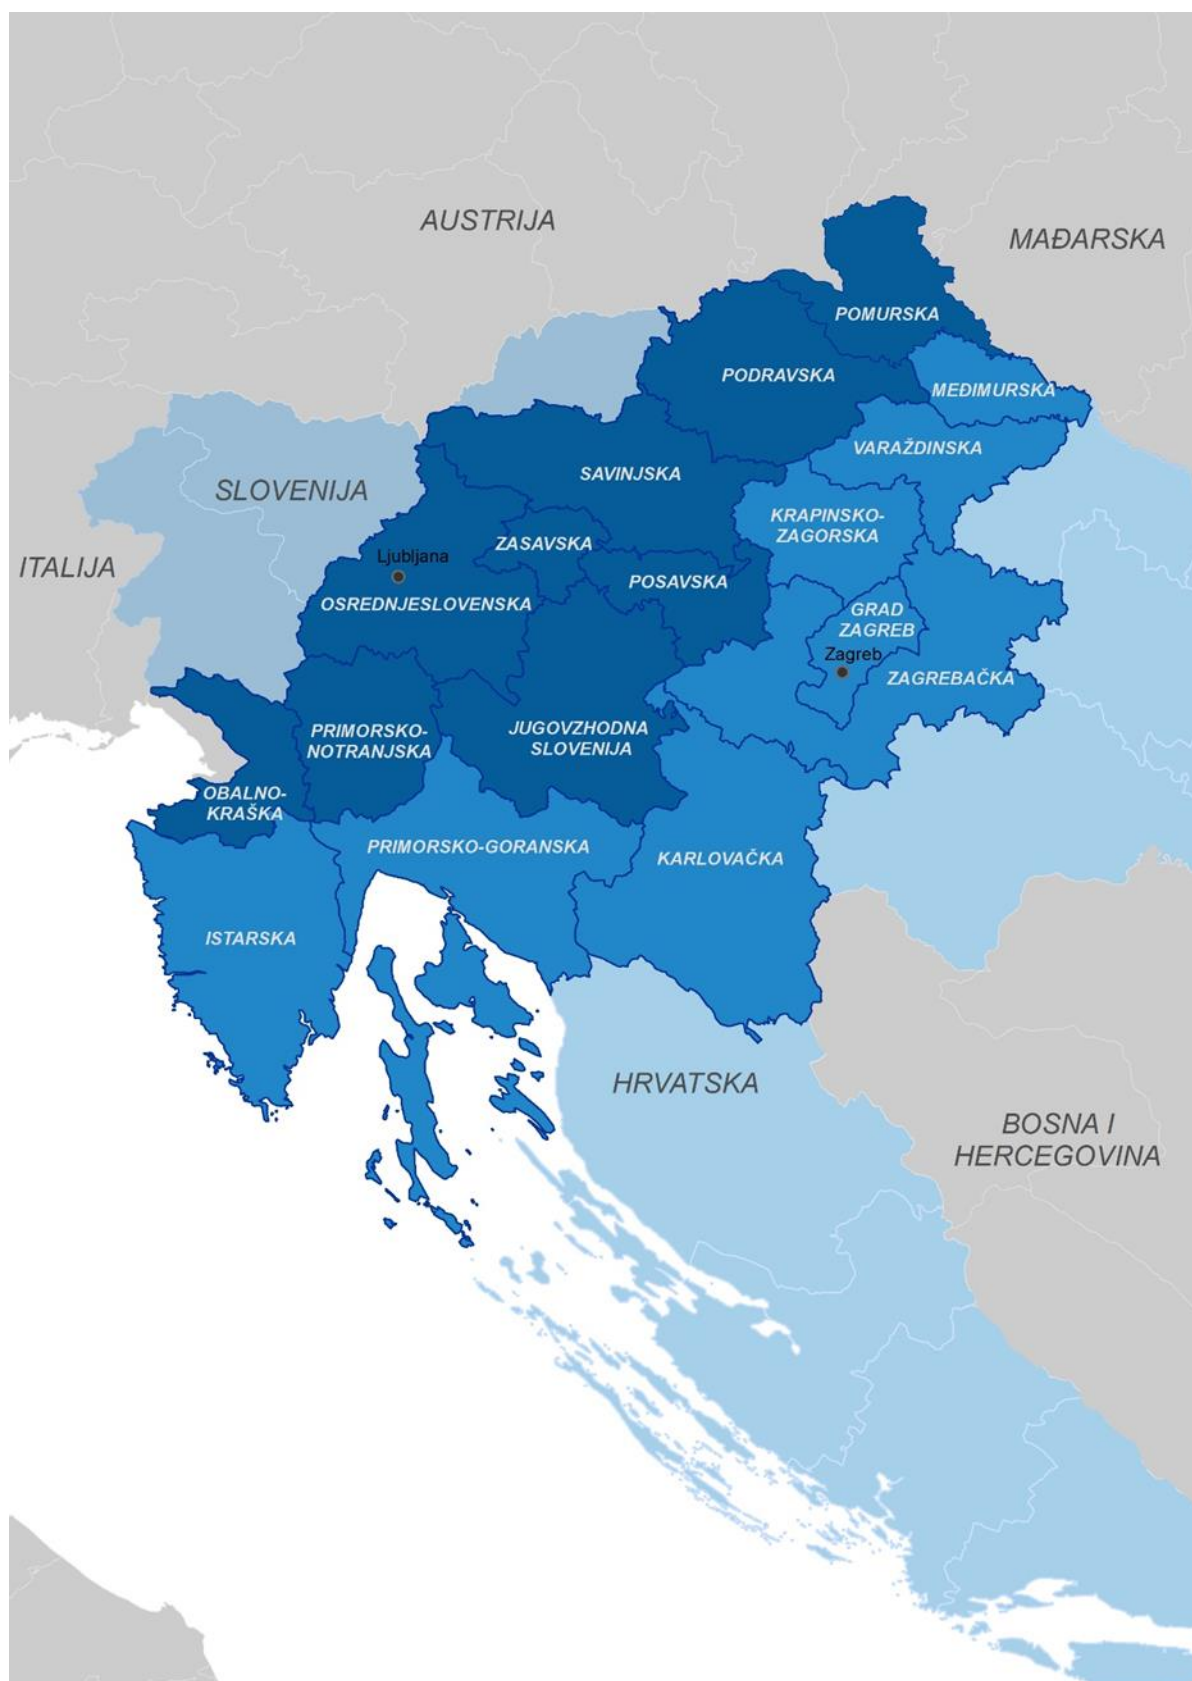 AUSTRIJA
MAĐARSKA
POMURSKA
PODRAVSKA
MEĐIMURSKA
VARAŽDINSKA
SAVINJSKA
SLOVENIJA
KRAPINSKO-
ZAGORSKA
ZASAVSKA
Ljubljana
ITALIJA
POSAVSKA
OSREDNJESLOVENSKA
GRAD
ZAGREB
Zagreb
ZAGREBAČKA
PRIMORSKO-
NOTRANJSKA
JUGOVZHODNA
SLOVENIJA
OBALNO-
KRAŠKA
PRIMORSKO-GORANSKA
KARLOVAČKA
ISTARSKA
HRVATSKA
BOSNA I
HERCEGOVINA